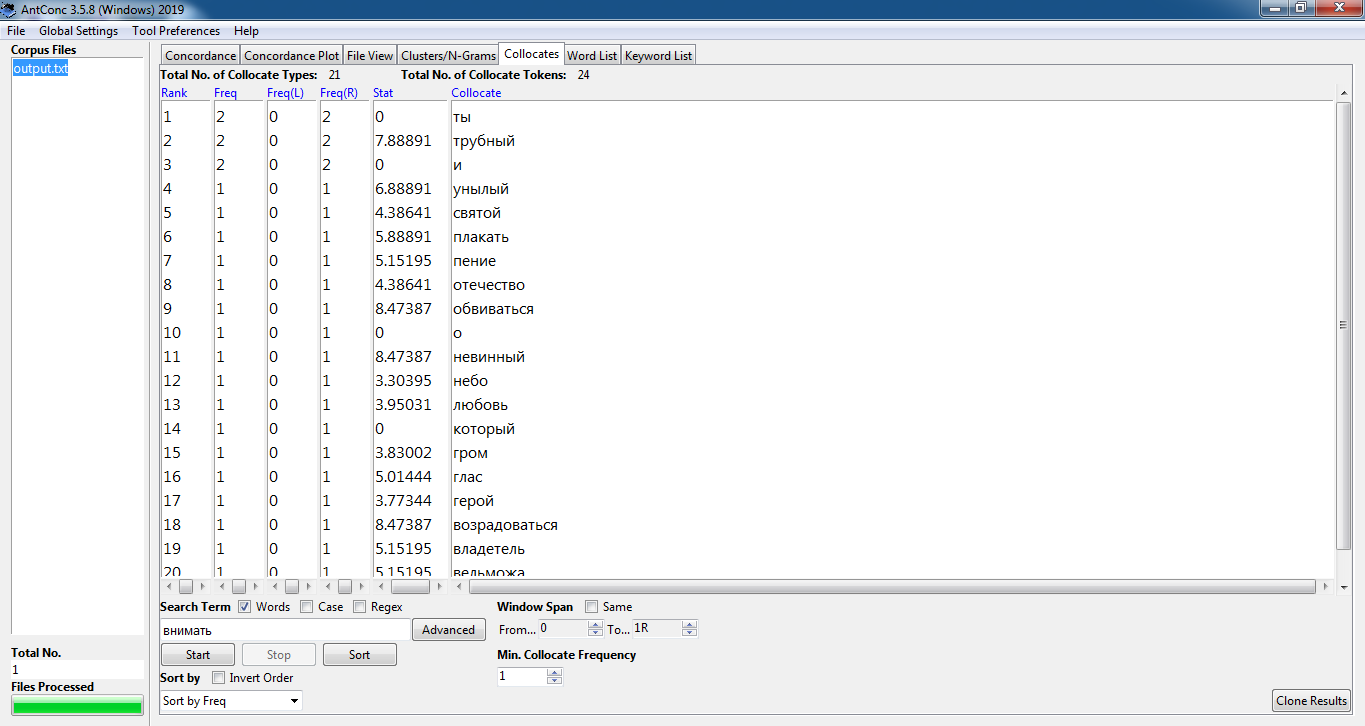 AntConc 3.5.8 (Windows) 2019
File Global Settings Tool Preferences Help
Corpus Files
output.txt
Concordance Concordance Plot File View Clusters/N-Grams Collocates Word List Keyword List
Total No. of Collocate Types: 21 Total No. of Collocate Tokens: 24
Rank Freq Freq(L) Freq(R) Stat Collocate
1 2 0 2 0 ты
2 2 0 2 7.88891 трубный
3 2 0 2 0 и
4 1 0 1 6.88891 унылый
5 1 0 1 4.38641 святой
6 1 0 1 5.88891 плакать
7 1 0 1 5.15195 пение
8 1 0 1 4.38641 отечество
9 1 0 1 8.47387 обвиваться
10 1 0 1 0 о
11 1 0 1 8.47387 невинный
12 1 0 1 3.30395 небо
13 1 0 1 3.95031 любовь
14 1 0 1 0 который
15 1 0 1 3.83002 гром
16 1 0 1 5.01444 глас
17 1 0 1 3.77344 герой
18 1 0 1 8.47387 возрадоваться
19 1 0 1 5.15195 владетель
20 1 0 1 5.15195 вельможа
Search Term Words Case Regex Window Span Same
внимать Advanced From... 0 To... 1R
Start Stop Sort Min. Collocate Frequency
Sort by Invert Order 1
Sort by Freq
Total No.
1
Files Processed
Clone Results